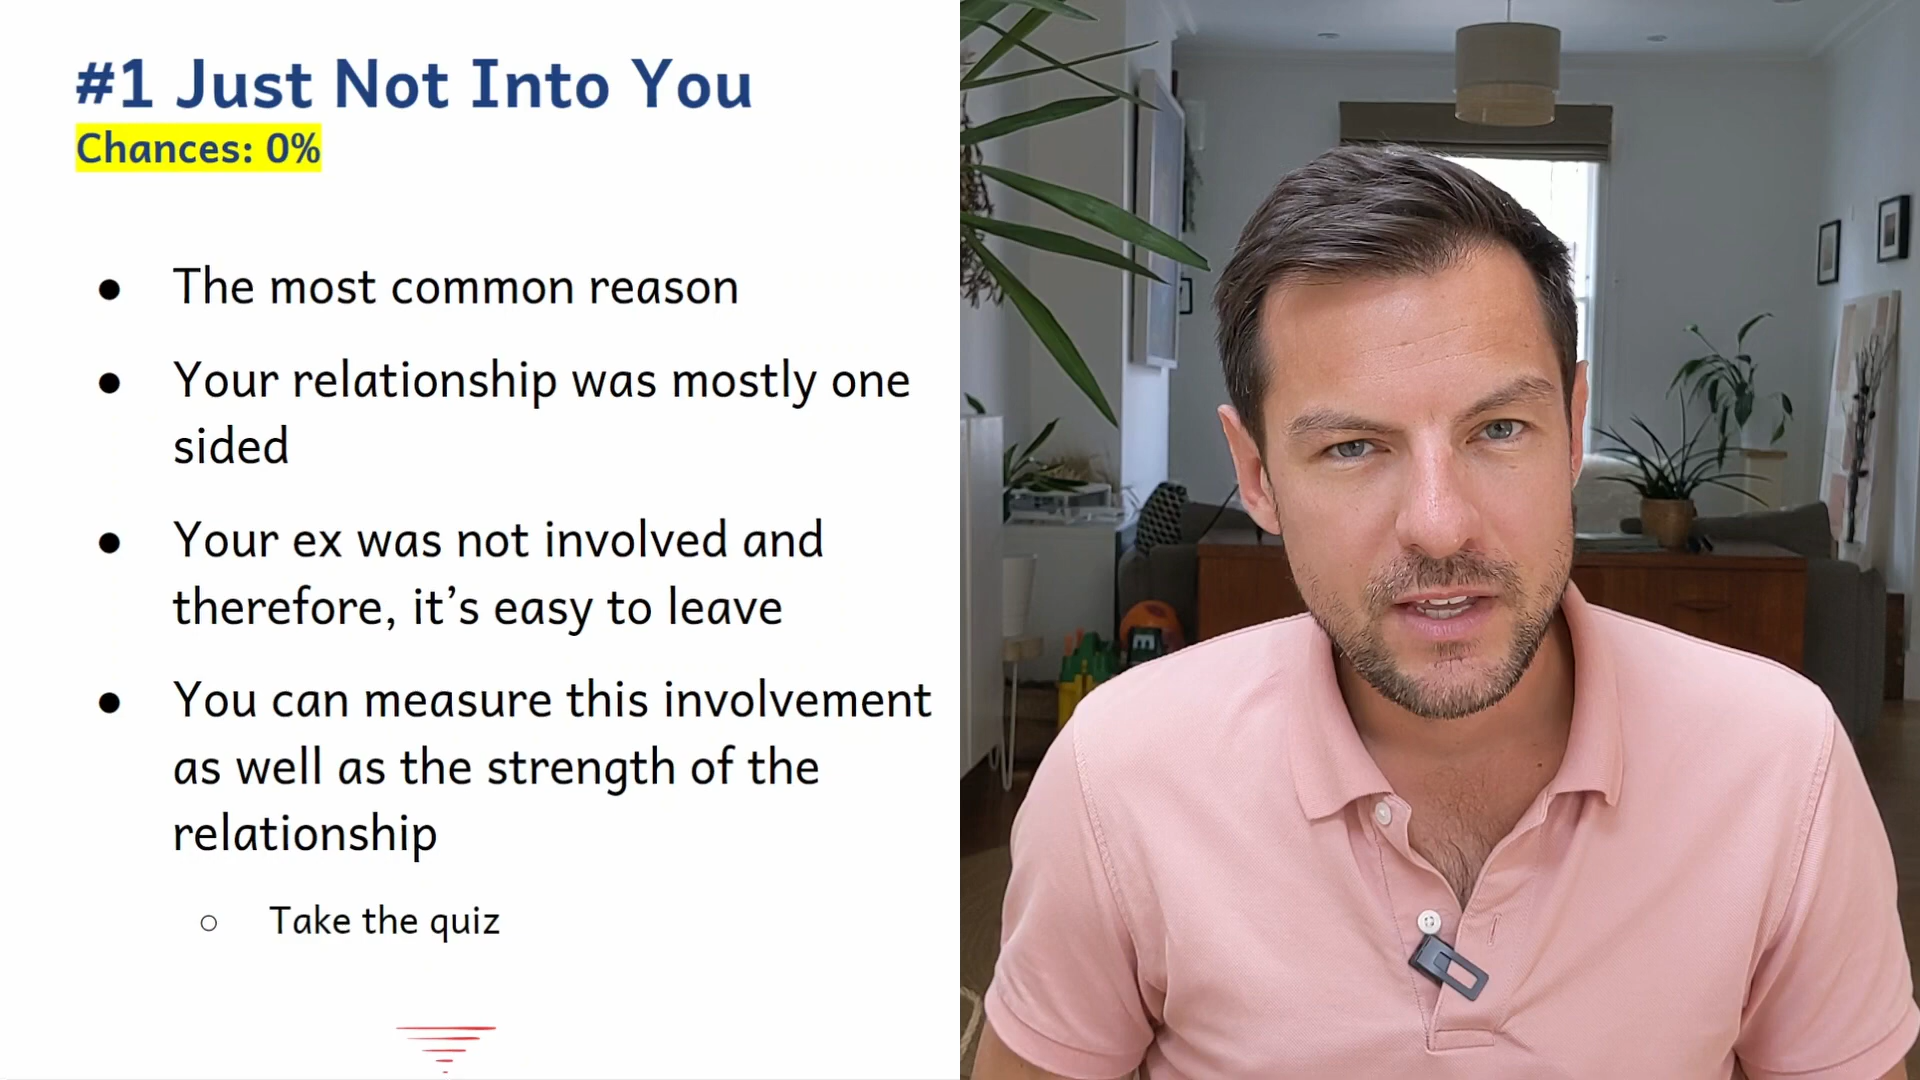 #1 Just Not Into You
Chances: 0%
● The most common reason
● Your relationship was mostly one
sided
● Your ex was not involved and
therefore, it’s easy to leave
● You can measure this involvement
as well as the strength of the
relationship
○ Take the quiz